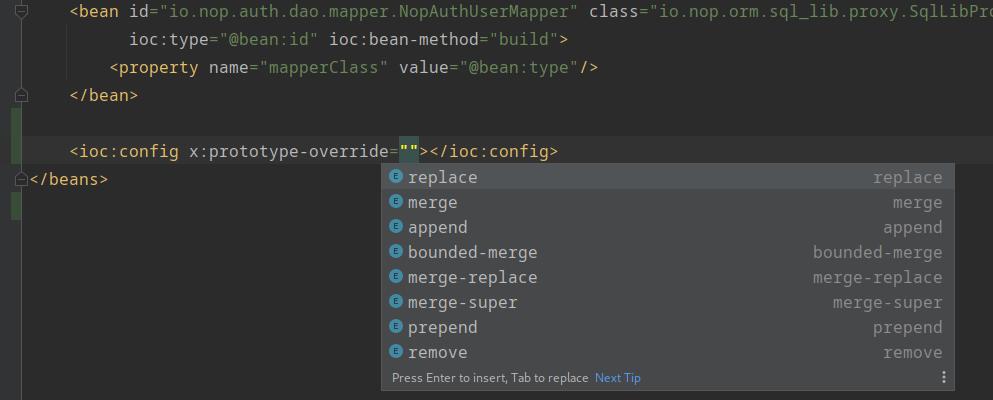 <bean id="io.nop.auth.dao.mapper.NopAuthUserMapper" class="io.nop.orm.sql_lib.proxy.SqlLibPro
ioc:type="@bean:id" ioc:bean-method="build">
<property name="mapperClass" value="@bean:type"/>
</bean>
<ioc:config x:prototype-override=""></ioc:config>
</beans>
replace replace
merge merge
append append
bounded-merge bounded-merge
merge-replace merge-replace
merge-super merge-super
prepend prepend
remove remove
Press Enter to insert, Tab to replace Next Tip